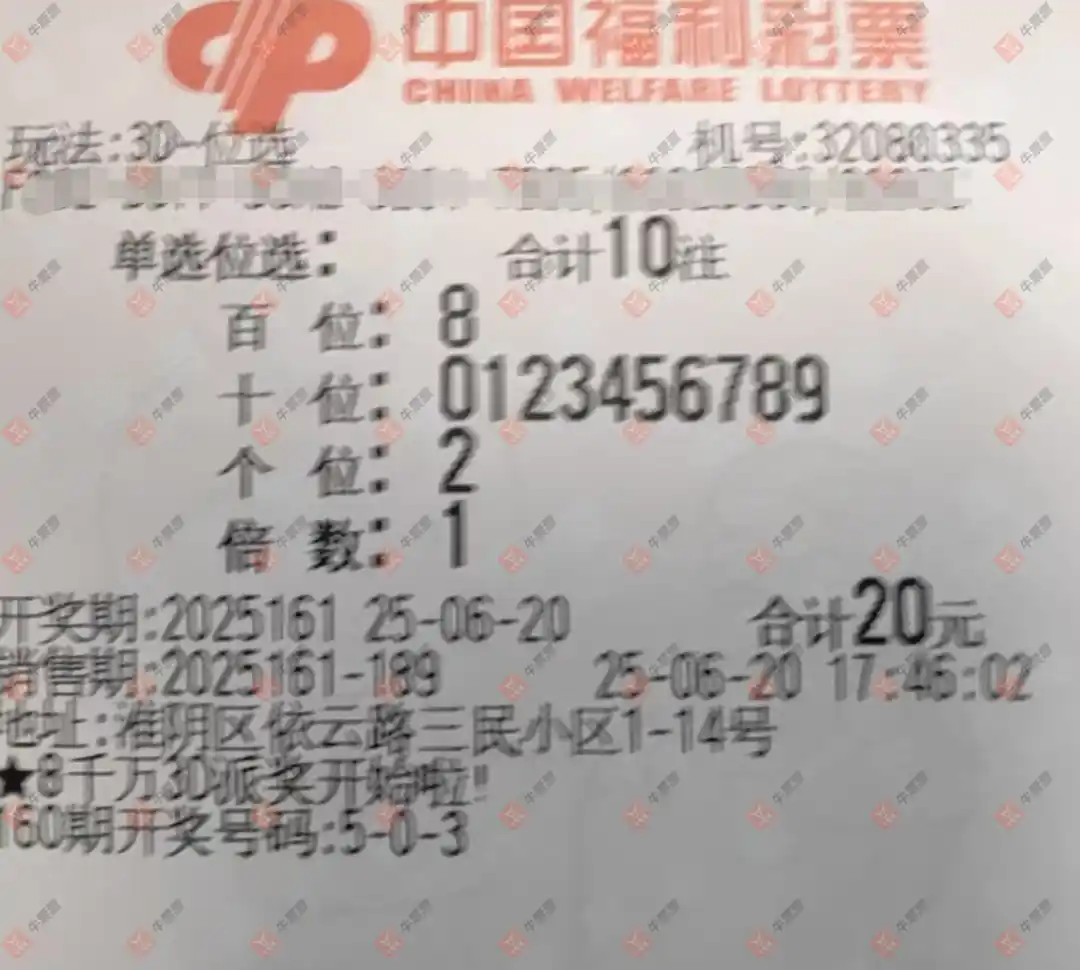 中国福利彩票
CHINA WELFARE LOTTERY
玩法:3D-位选 机号:32080335
单选位选: 合计10注
百 位: 8
十 位: 0123456789
个 位: 2
倍 数: 1
开奖期:2025161 25-06-20 合计20元
销售期:2025161-189 25-06-20 17:46:02
地址:淮阴区依云路三民小区1-14号
★8千万3D派奖开始啦!!
160期开奖号码:5-0-3